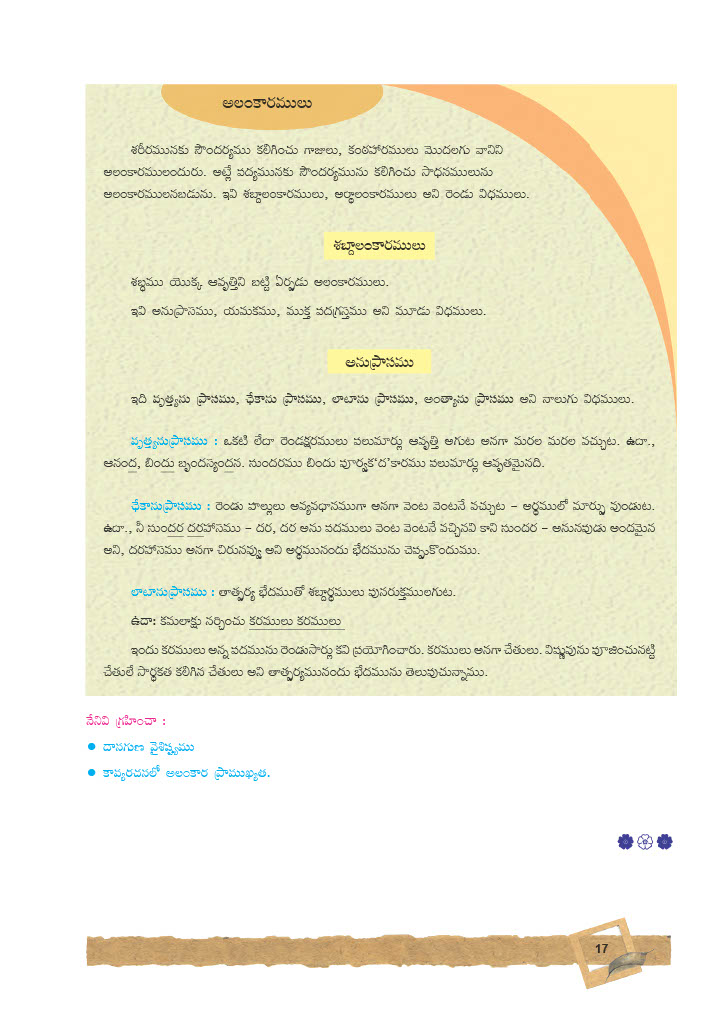 అలంకారములు
శరీరమునకు సౌందర్యము కలిగించు గాజులు, కంఠహారములు మొదలగు వానిని
అలంకారములందురు. అట్లే పద్యమునకు సౌందర్యమును కలిగించు సాధనములును
అలంకారములనబడును. ఇవి శబ్దాలంకారములు, అర్థాలంకారములు అని రెండు విధములు.
శబ్దాలంకారములు
శబ్ధము యొక్క ఆవృత్తిని బట్టి ఏర్పడు అలంకారములు.
ఇవి అనుప్రాసము, యమకము, ముక్త పదగ్రస్తము అని మూడు విధములు.
అనుప్రాసము
ఇది వృత్త్యను ప్రాసము, ఛేకాను ప్రాసము, లాటాను ప్రాసము, అంత్యాను ప్రాసము అని నాలుగు విధములు.
వృత్త్యనుప్రాసము : ఒకటి లేదా రెండక్షరములు పలుమార్లు ఆవృత్తి అగుట అనగా మరల మరల వచ్చుట. ఉదా.,
ఆనంద, బిందు బృందస్యందన. సుందరము బిందు పూర్వక‘ద’కారము పలుమార్లు ఆవృతమైనది.
ఛేకానుప్రాసము : రెండు హల్లులు అవ్యవధానముగా అనగా వెంట వెంటనే వచ్చుట – అర్థములో మార్పు వుండుట.
ఉదా., నీ సుందర దరహాసము – దర, దర అను పదములు వెంట వెంటనే వచ్చినవి కాని సుందర – అనునపుడు అందమైన
అని, దరహాసము అనగా చిరునవ్వు అని అర్థమునందు భేదమును చెప్పుకొందుము.
లాటానుప్రాసము : తాత్పర్య భేదముతో శబ్దార్థములు పునరుక్తములగుట.
ఉదా: కమలాక్షు నర్చించు కరములు కరములు
ఇందు కరములు అన్న పదమును రెండుసార్లు కవి ప్రయోగించారు. కరములు అనగా చేతులు. విష్ణువును పూజించునట్టి
చేతులే సార్థకత కలిగిన చేతులు అని తాత్పర్యమునందు భేదమును తెలువుచున్నాము.
నేనివి గ్రహించా :
● దాసగుణ వైశిష్ట్యము
● కావ్యరచనలో అలంకార ప్రాముఖ్యత.
17